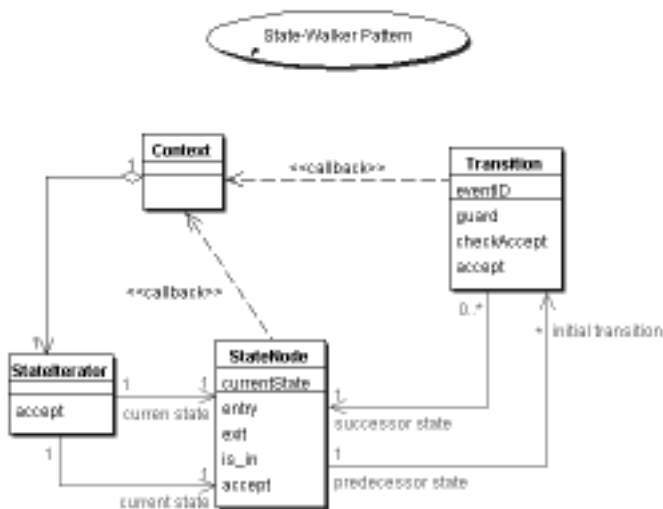 State-Walker Pattern
1
Context
<<callback>>
Transition
eventID
guard
checkAccept
accept
<<callback>>
0..*
* initial transition
1
StateIterator
accept
StateNode
currentState
entry
exit
is_in
accept
1
1
curren state
1
successor state
1
1
current state
1
predecessor state